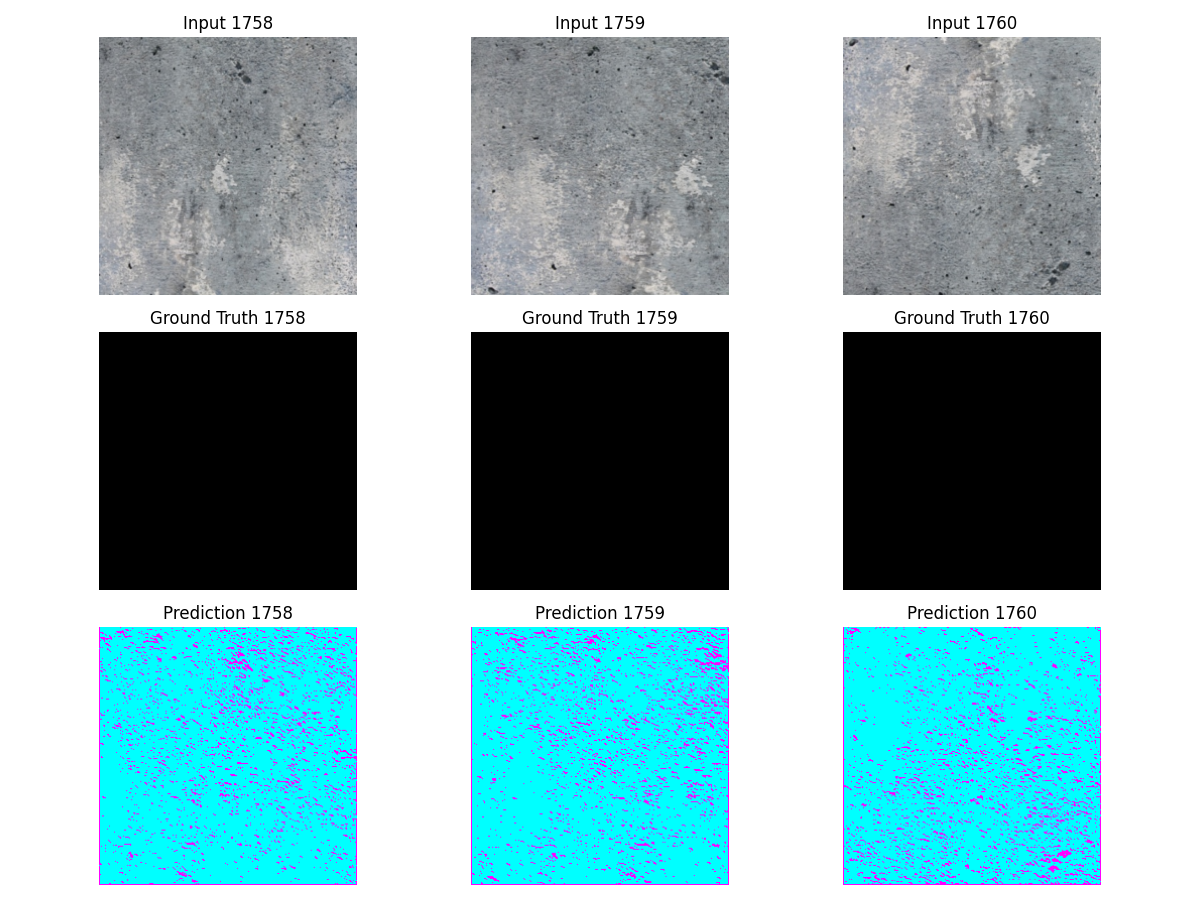 Input 1758
Input 1759
Input 1760
Ground Truth 1758
Ground Truth 1759
Ground Truth 1760
Prediction 1758
Prediction 1759
Prediction 1760